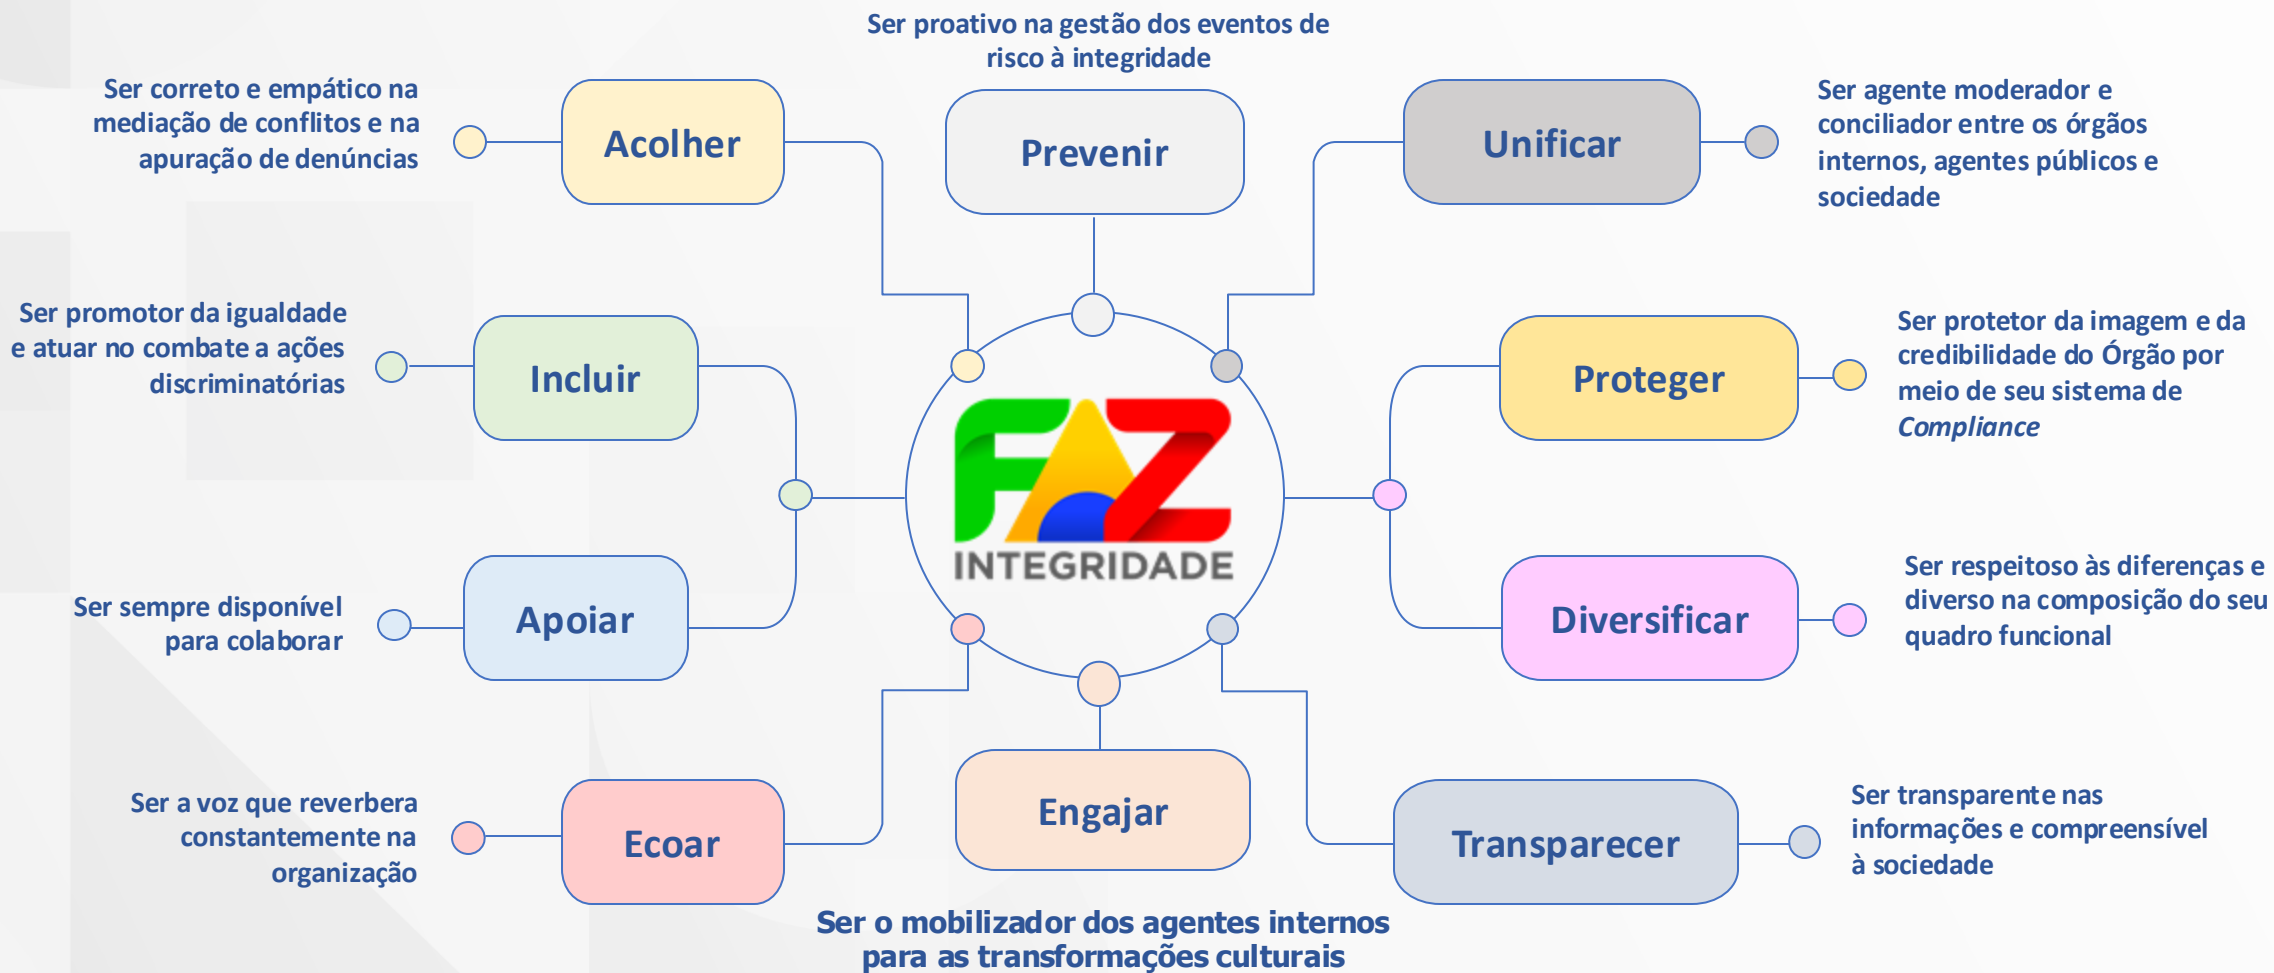 Ser proativo na gestão dos eventos de
risco à integridade
Prevenir
Ser correto e empático na
mediação de conflitos e na
apuração de denúncias
Acolher
Unificar
Ser agente moderador e
conciliador entre os órgãos
internos, agentes públicos e
sociedade
Ser promotor da igualdade
e atuar no combate a ações
discriminatórias
Incluir
Proteger
Ser protetor da imagem e da
credibilidade do Órgão por
meio de seu sistema de
Compliance
FAZ
INTEGRIDADE
Ser sempre disponível
para colaborar
Apoiar
Diversificar
Ser respeitoso às diferenças e
diverso na composição do seu
quadro funcional
Ser a voz que reverbera
constantemente na
organização
Ecoar
Engajar
Transparecer
Ser transparente nas
informações e compreensível
à sociedade
Ser o mobilizador dos agentes internos
para as transformações culturais